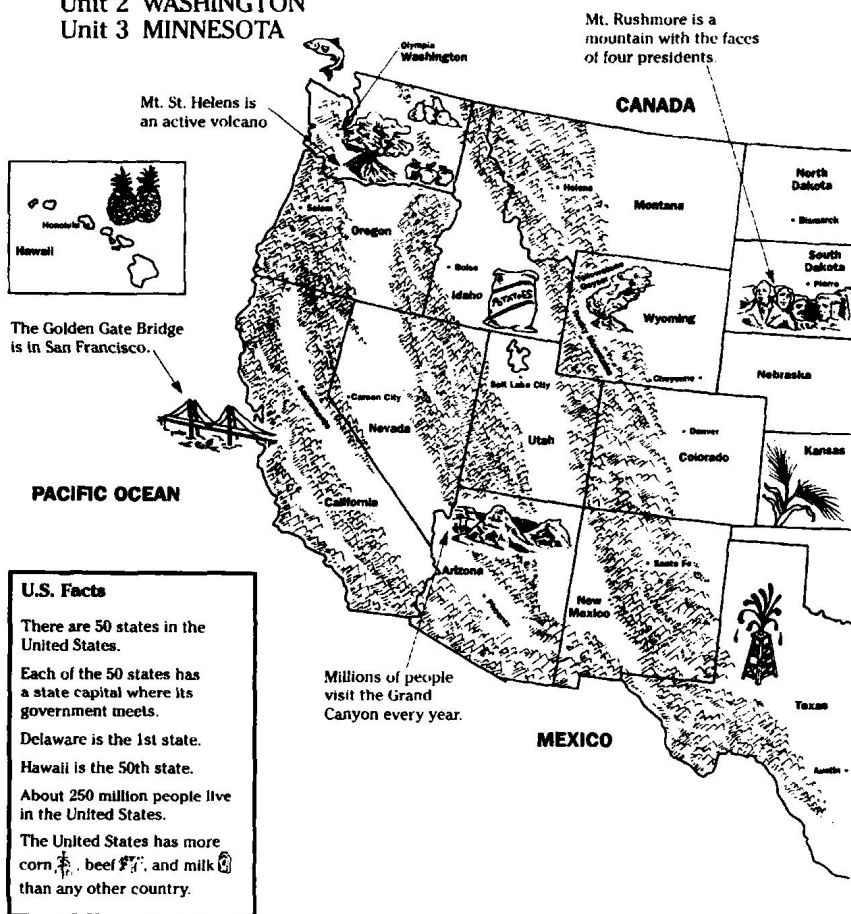 Unit 2 WASHINGTON
Unit 3 MINNESOTA
Mt. Rushmore is a
mountain with the faces
of four presidents.
Olympia
Washington
CANADA
Mt. St. Helens is
an active volcano
North
Dakota
Helena
Montana
Bismarck
Salem
Honolulu
Oregon
Hawaii
South
Dakota
Boise
Pierre
Idaho
POTATOES
Wyoming
The Golden Gate Bridge
is in San Francisco.
Salt Lake City
Cheyenne
Nebraska
Carson City
Nevada
Denver
Utah
Colorado
Kansas
PACIFIC OCEAN
California
Arizona
Santa Fe
Phoenix
New
Mexico
Millions of people
visit the Grand
Canyon every year.
MEXICO
Texas
Austin
U.S. Facts
There are 50 states in the
United States.
Each of the 50 states has
a state capital where its
government meets.
Delaware is the 1st state.
Hawaii is the 50th state.
About 250 million people live
in the United States.
The United States has more
corn, beef, and milk
than any other country.